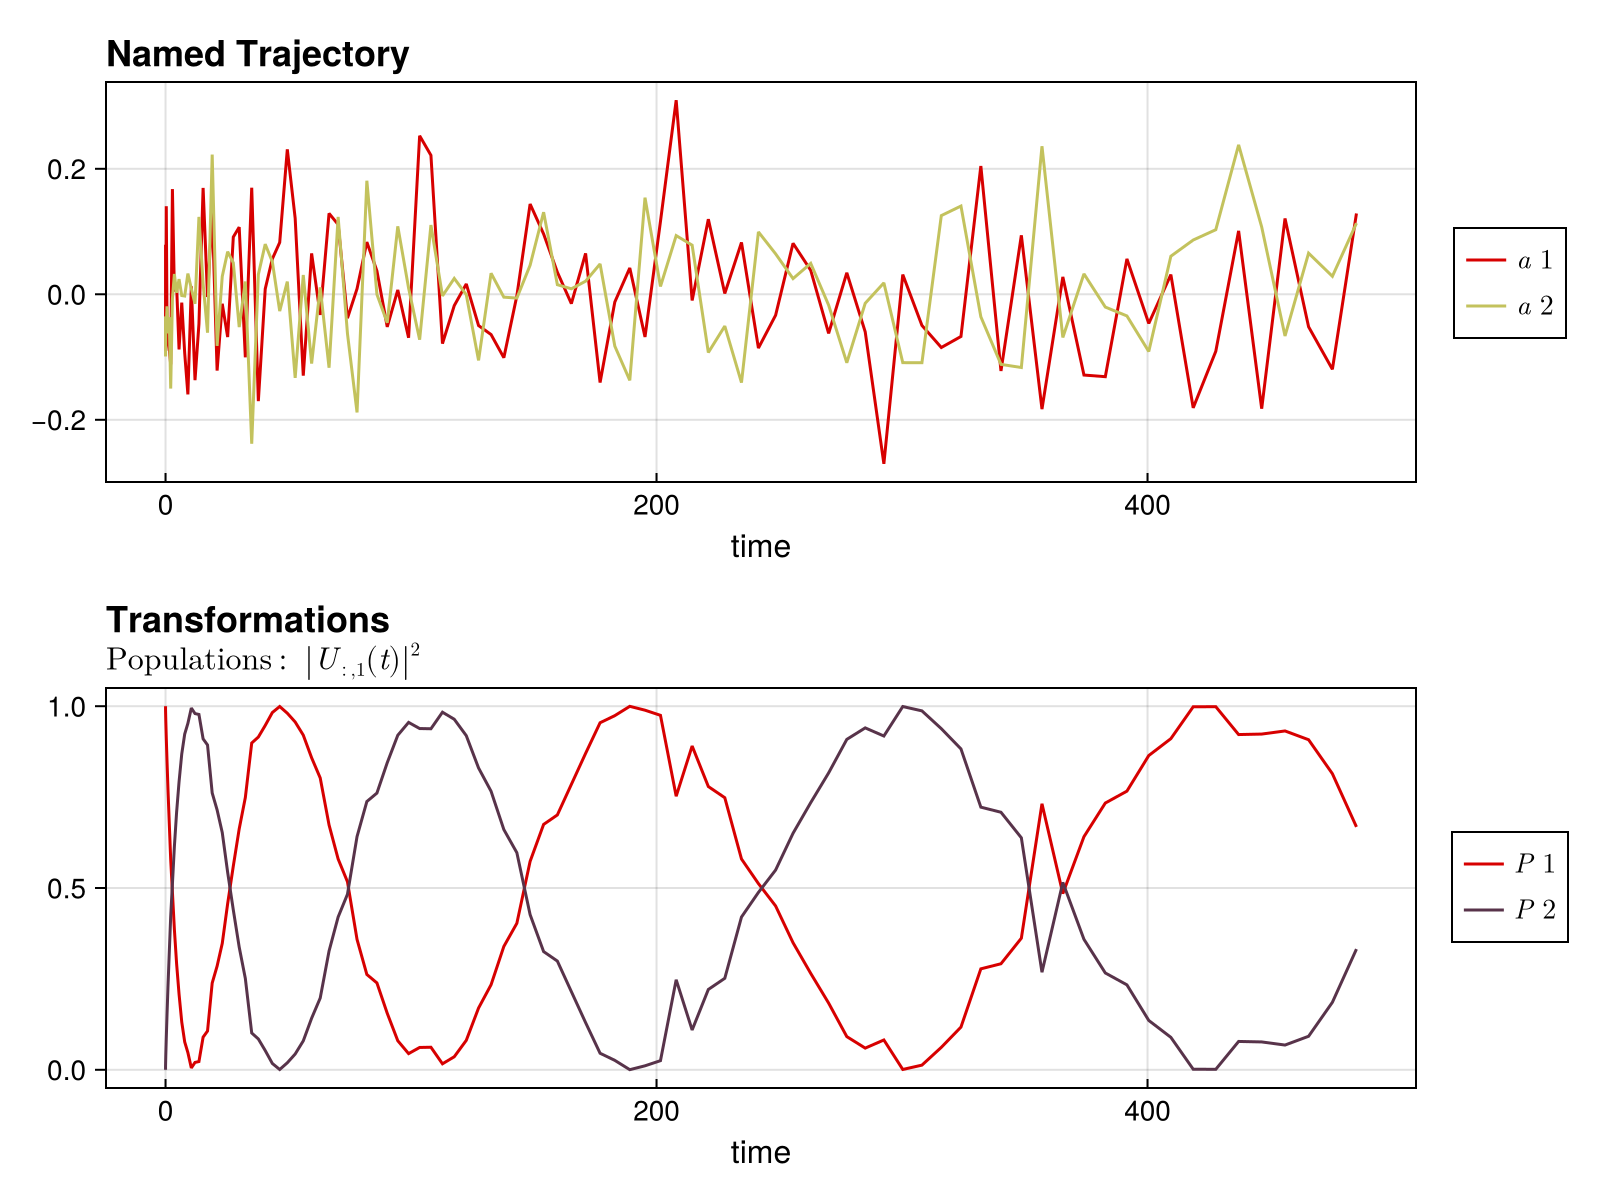 Named Trajectory
0.2
0.0
−0.2
0 200 400
time
a 1
a 2
Transformations
Populations: |U:,1(t)|²
1.0
0.5
0.0
0 200 400
time
P 1
P 2